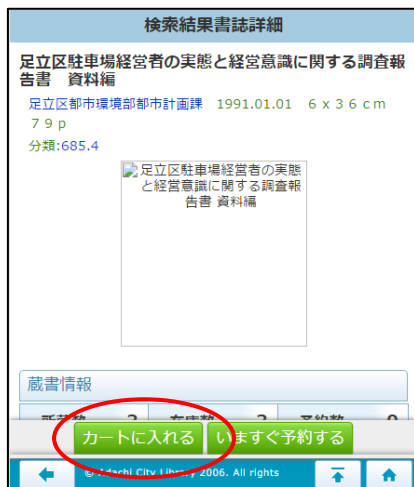 検索結果書誌詳細
足立区駐車場経営者の実態と経営意識に関する調査報
告書　資料編
足立区都市環境部都市計画課　1991.01.01　6ｘ36ｃｍ
79ｐ
分類:685.4
足立区駐車場経営者の実態
と経営意識に関する調査報
告書 資料編
蔵書情報
カートに入れる いますぐ予約する
© Adachi City Library 2006. All rights